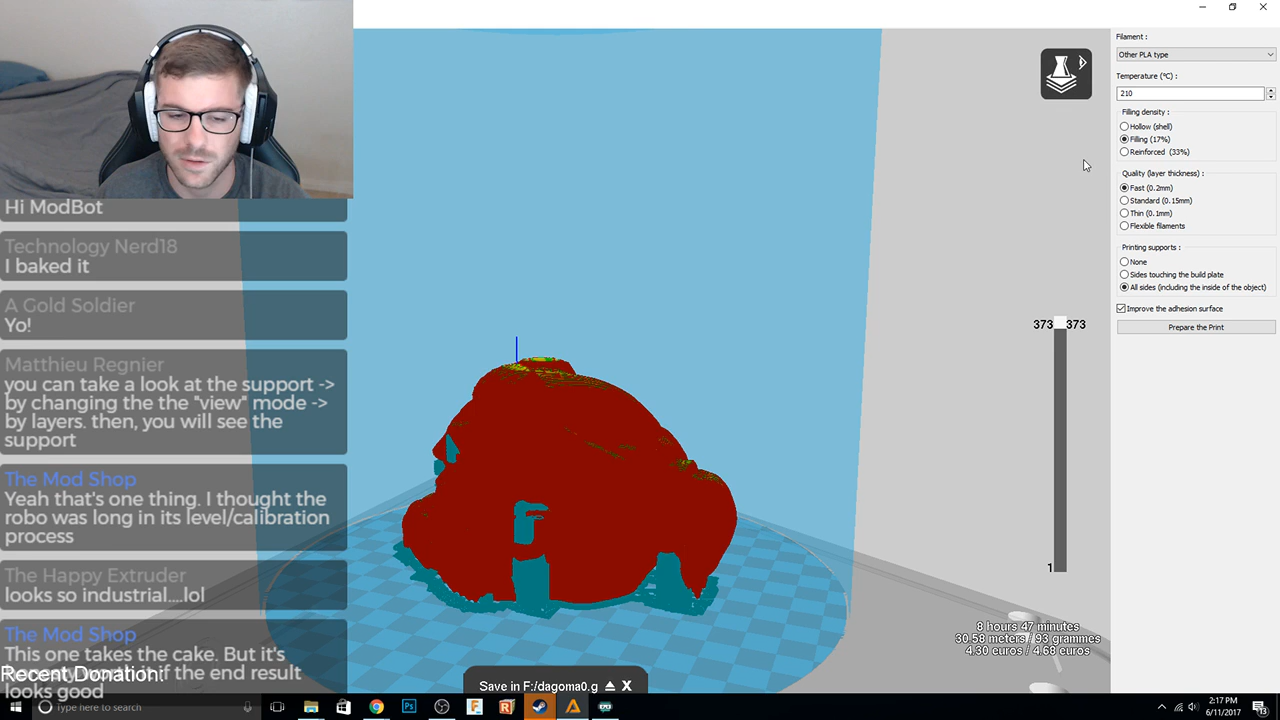 Hi ModBot
Technology Nerd18
I baked it
A Gold Soldier
Yo!
Matthieu Regnier
you can take a look at the support ->
by changing the the "view" mode ->
by layers. then, you will see the
support
The Mod Shop
Yeah that's one thing. I thought the
robo was long in its level/calibration
process
The Happy Extruder
looks so industrial....lol
The Mod Shop
This one takes the cake. But it's
if the end result
looks good
Recent Donation:
Filament :
Other PLA type
Temperature (°C) :
210
Filling density :
Hollow (shell)
Filling (17%)
Reinforced (33%)
Quality (layer thickness) :
Fast (0.2mm)
Standard (0.15mm)
Thin (0.1mm)
Flexible filaments
Printing supports :
None
Sides touching the build plate
All sides (including the inside of the object)
Improve the adhesion surface
Prepare the Print
373 373
1
8 hours 47 minutes
30.58 meters / 93 grammes
4.30 euros / 4.68 euros
Save in F:/dagoma0.g X
Type here to search
Ps
F
R
2:17 PM
6/11/2017
13